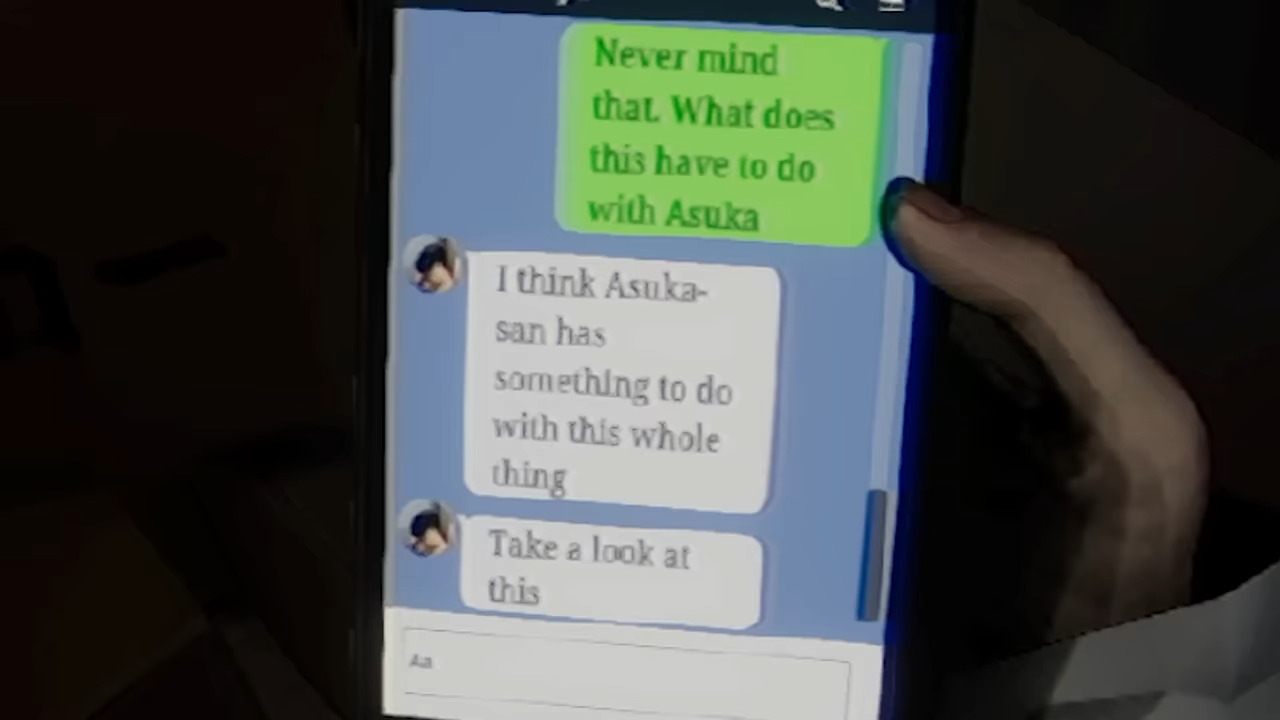 Never mind
that. What does
this have to do
with Asuka
I think Asuka-
san has
something to do
with this whole
thing
Take a look at
this
Aa